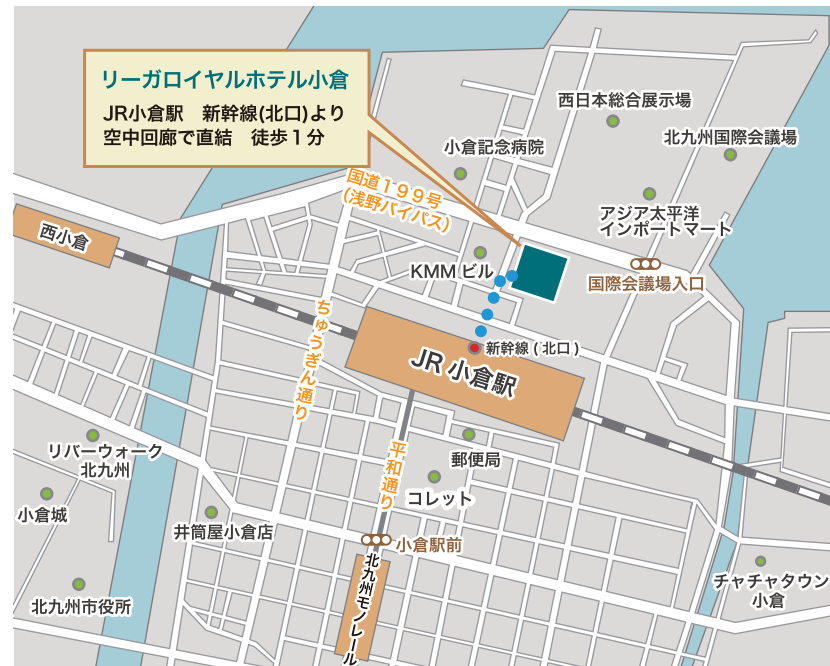 リーガロイヤルホテル小倉
JR小倉駅　新幹線(北口)より
空中回廊で直結　徒歩１分
西日本総合展示場
北九州国際会議場
小倉記念病院
国道１９９号
(浅野バイパス)
アジア太平洋
インポートマート
西小倉
KMMビル
国際会議場入口
ちゅうぎん通り
新幹線(北口)
JR 小倉駅
リバーウォーク
北九州
平和通り
郵便局
コレット
小倉城
井筒屋小倉店
小倉駅前
北九州モノレール
チャチャタウン
小倉
北九州市役所